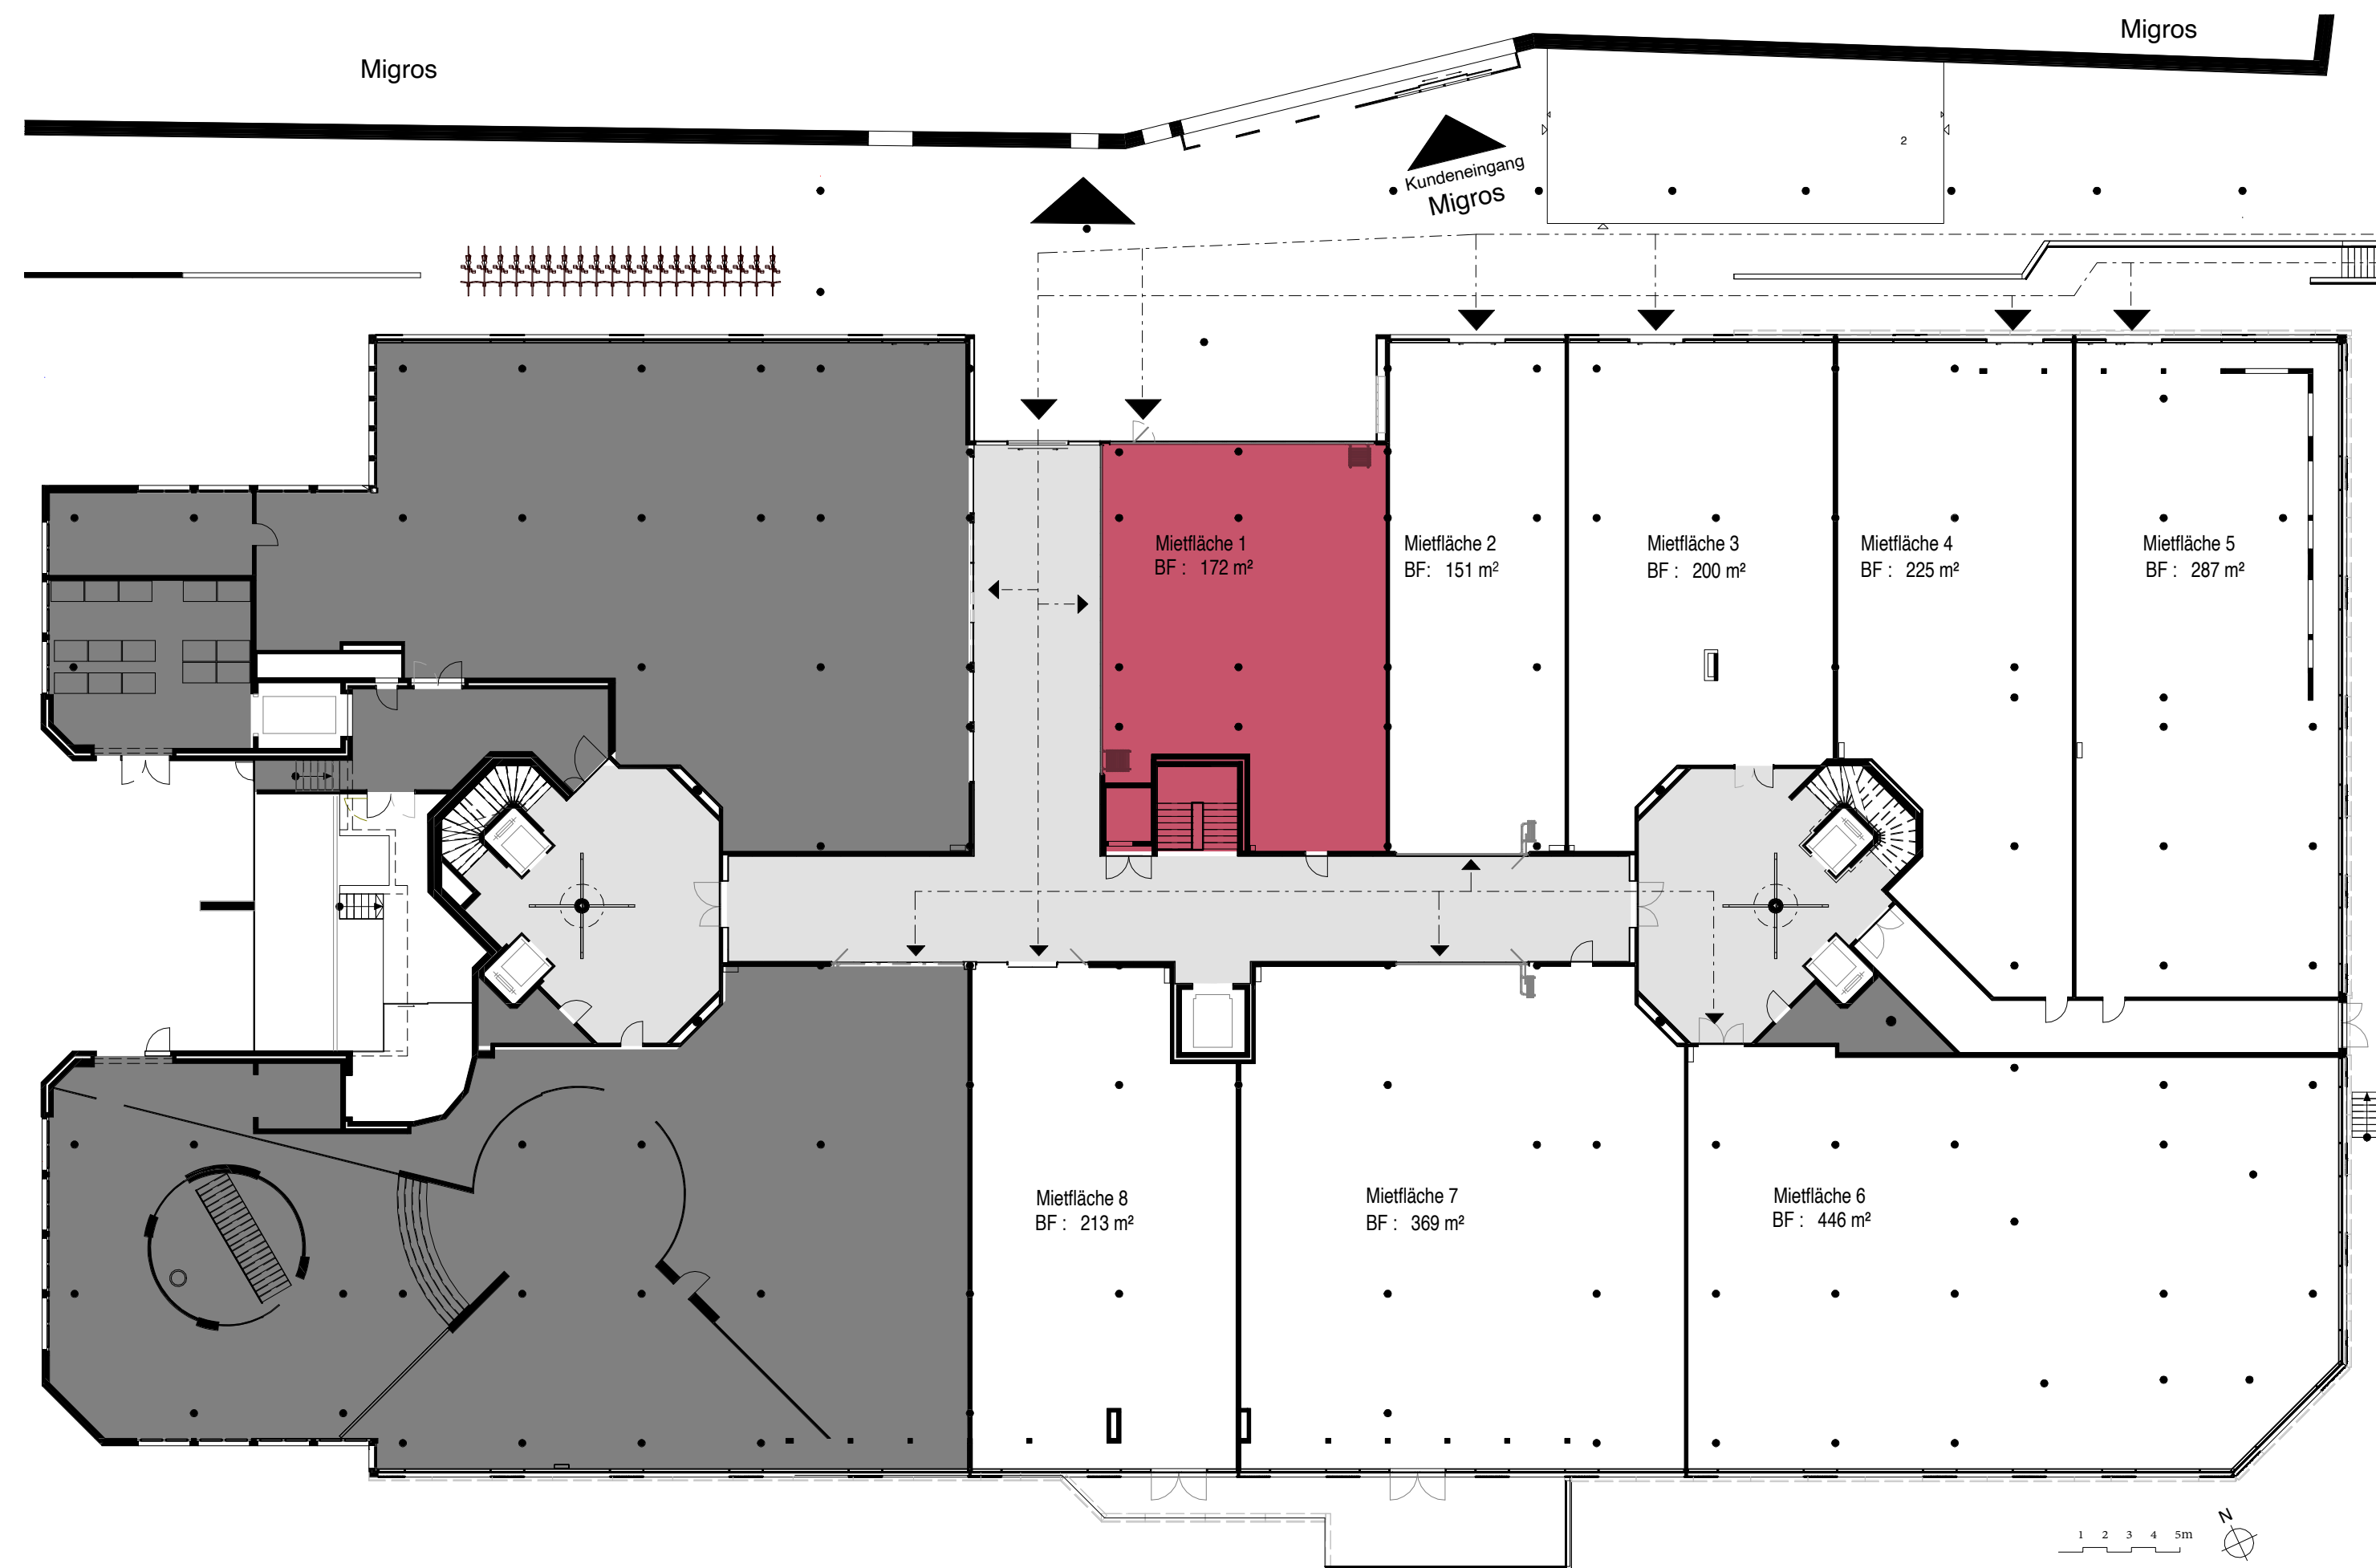 Migros
Migros
2
Kundeneingang
Migros
Mietfläche 1
BF : 172 m²
Mietfläche 2
BF: 151 m²
Mietfläche 3
BF : 200 m²
Mietfläche 4
BF : 225 m²
Mietfläche 5
BF : 287 m²
Mietfläche 8
BF : 213 m²
Mietfläche 7
BF : 369 m²
Mietfläche 6
BF : 446 m²
N
1 2 3 4 5m